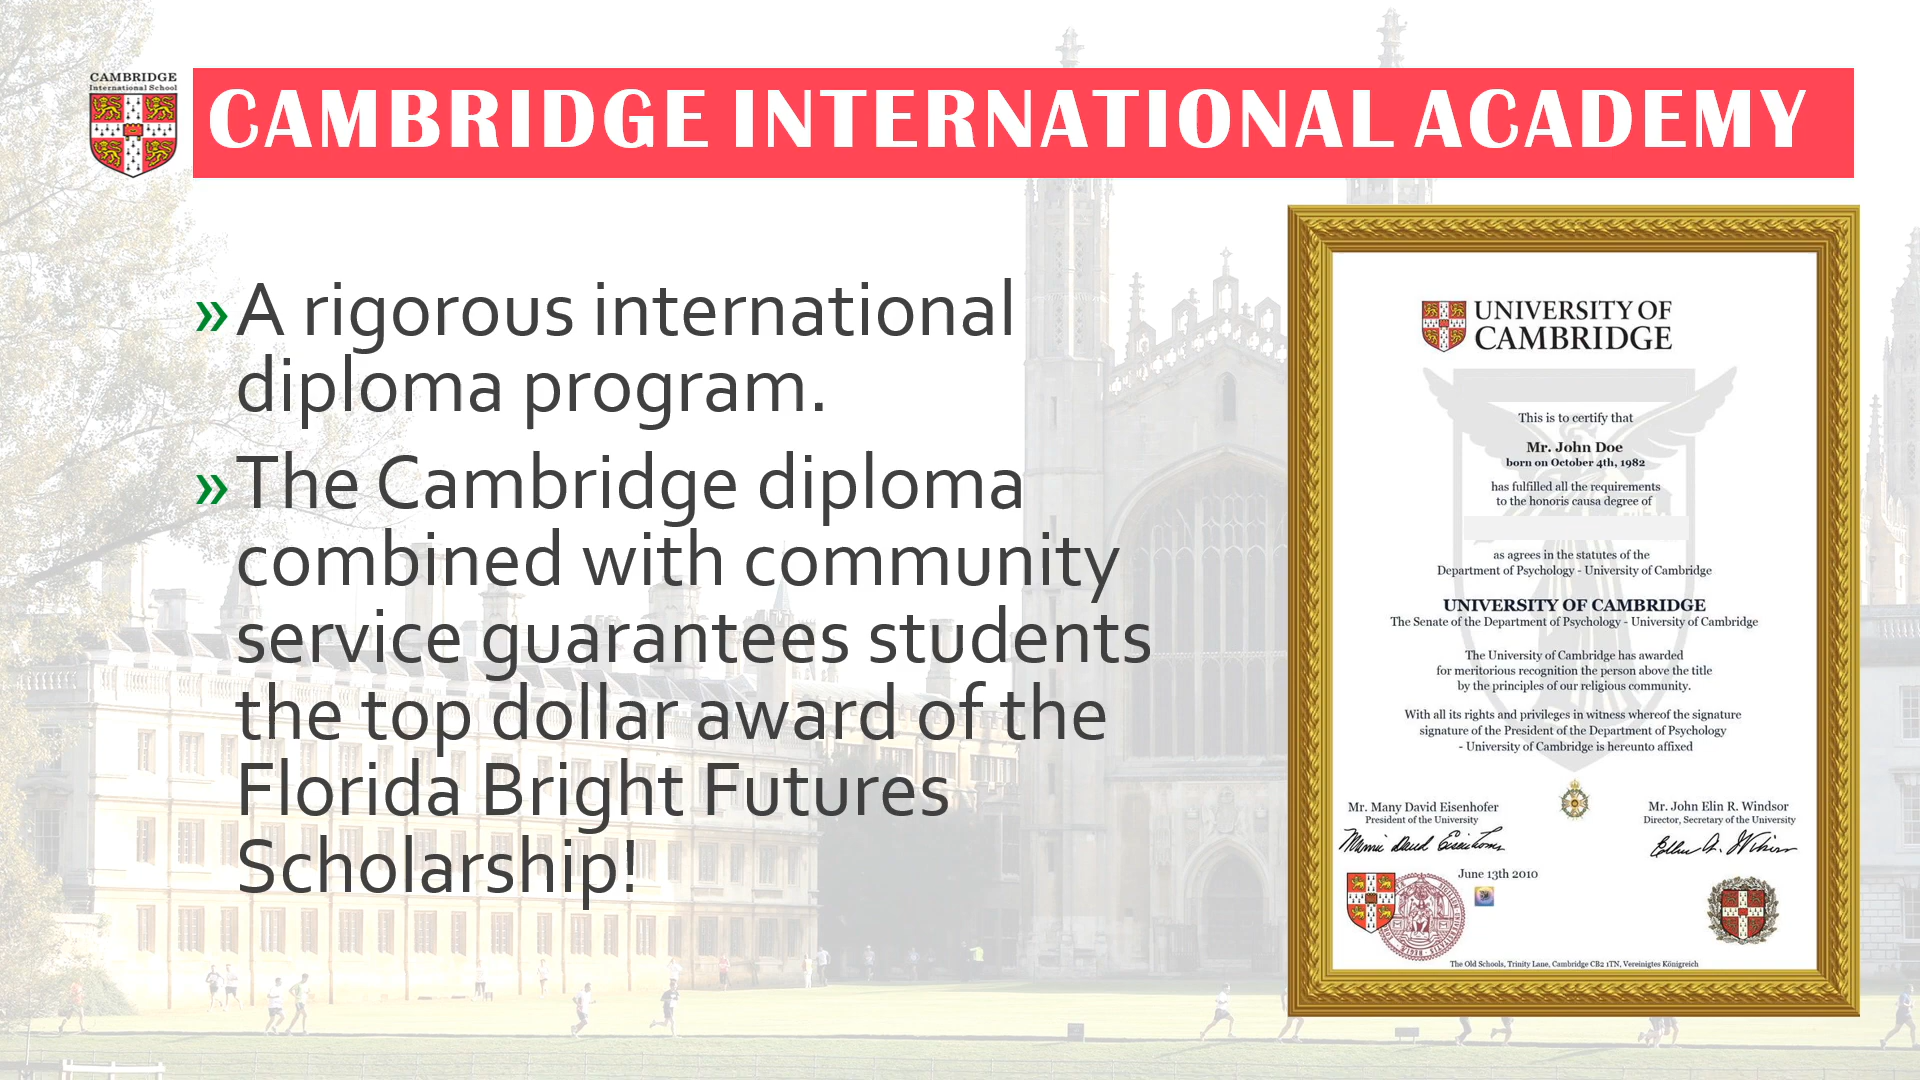 CAMBRIDGE
International School
CAMBRIDGE INTERNATIONAL ACADEMY
»A rigorous international
diploma program.
»The Cambridge diploma
combined with community
service guarantees students
the top dollar award of the
Florida Bright Futures
Scholarship!
UNIVERSITY OF
CAMBRIDGE
This is to certify that
Mr. John Doe
born on October 4th, 1982
has fulfilled all the requirements
to the honoris causa degree of
as agrees in the statutes of the
Department of Psychology - University of Cambridge
UNIVERSITY OF CAMBRIDGE
The Senate of the Department of Psychology - University of Cambridge
The University of Cambridge has awarded
for meritorious recognition the person above the title
by the principles of our religious community.
With all its rights and privileges in witness whereof the signature
signature of the President of the Department of Psychology
- University of Cambridge is hereunto affixed
Mr. Many David Eisenhofer
President of the University
Mr. John Elin R. Windsor
Director, Secretary of the University
June 13th 2010
The Old Schools, Trinity Lane, Cambridge CB2 1TN, Vereinigtes Königreich